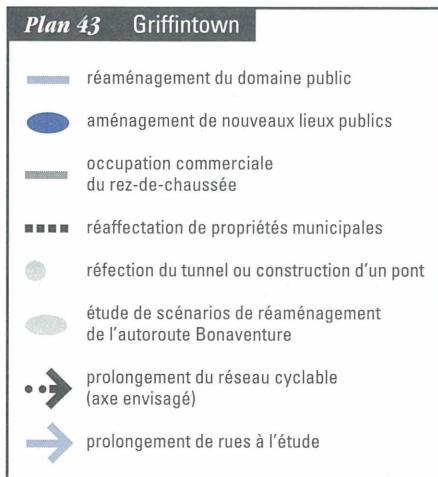 Plan 43 Griffintown
réaménagement du domaine public
aménagement de nouveaux lieux publics
occupation commerciale
du rez-de-chaussée
réaffectation de propriétés municipales
réfection du tunnel ou construction d'un pont
étude de scénarios de réaménagement
de l'autoroute Bonaventure
prolongement du réseau cyclable
(axe envisagé)
prolongement de rues à l'étude